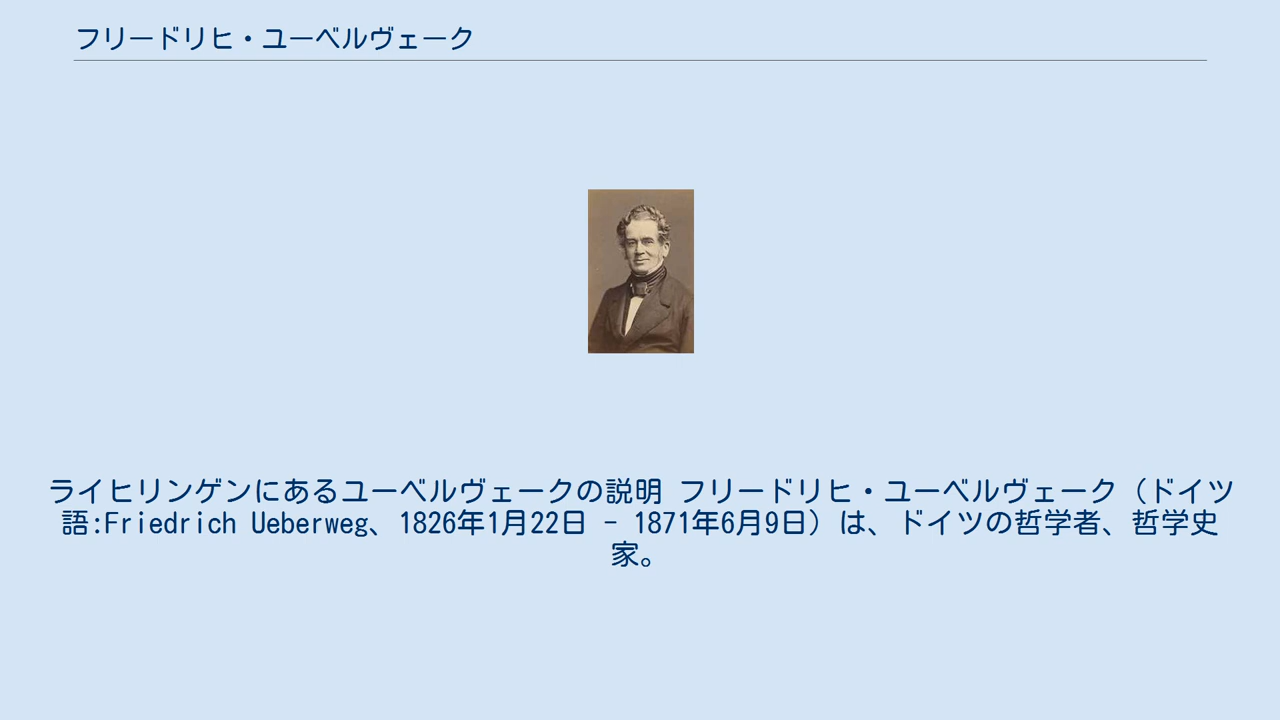 フリードリヒ・ユーベルヴェーク
ライヒリンゲンにあるユーベルヴェークの説明 フリードリヒ・ユーベルヴェーク（ドイツ
語:Friedrich Ueberweg、1826年1月22日 - 1871年6月9日）は、ドイツの哲学者、哲学史
家。